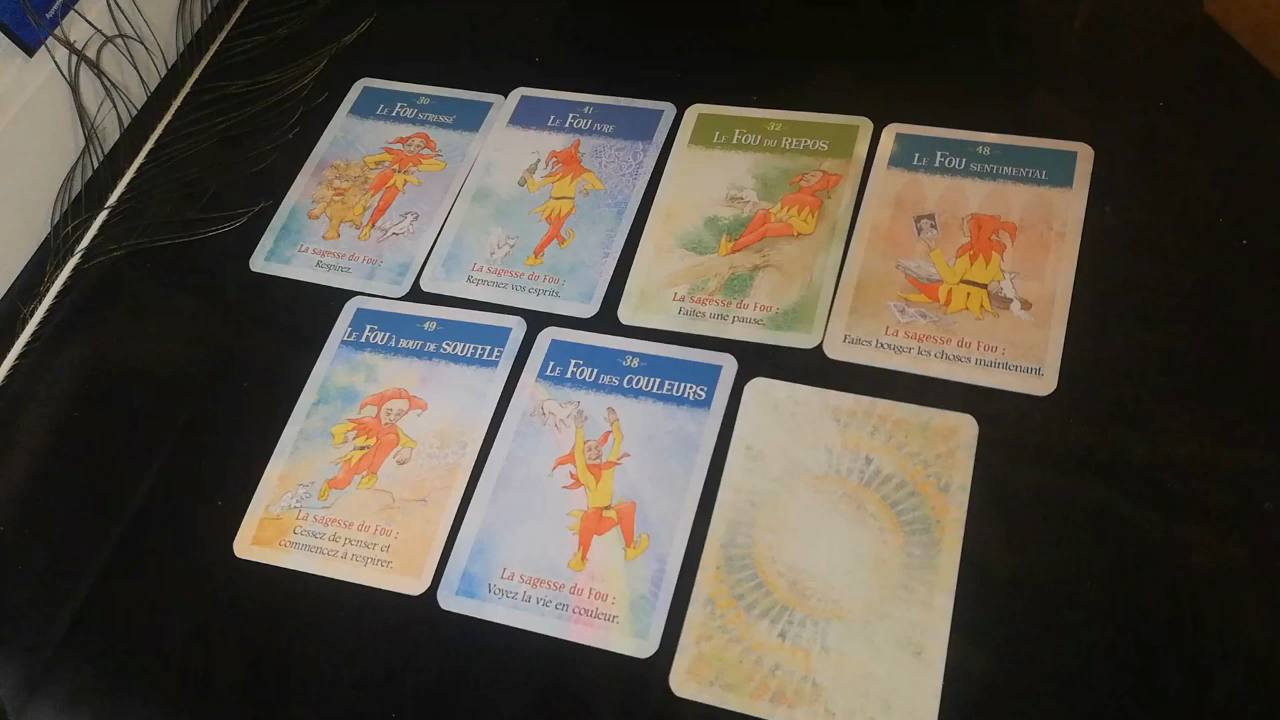 -30-
LE FOU STRESSÉ
La sagesse du Fou :
Respirez.
-41-
LE FOU IVRE
La sagesse du Fou :
Reprenez vos esprits.
-32-
LE FOU DU REPOS
La sagesse du Fou :
Faites une pause.
-48-
LE FOU SENTIMENTAL
La sagesse du Fou :
Faites bouger les choses maintenant.
-49-
LE FOU À BOUT DE SOUFFLE
La sagesse du Fou :
Cessez de penser et
commencez à respirer.
-38-
LE FOU DES COULEURS
La sagesse du Fou :
Voyez la vie en couleur.